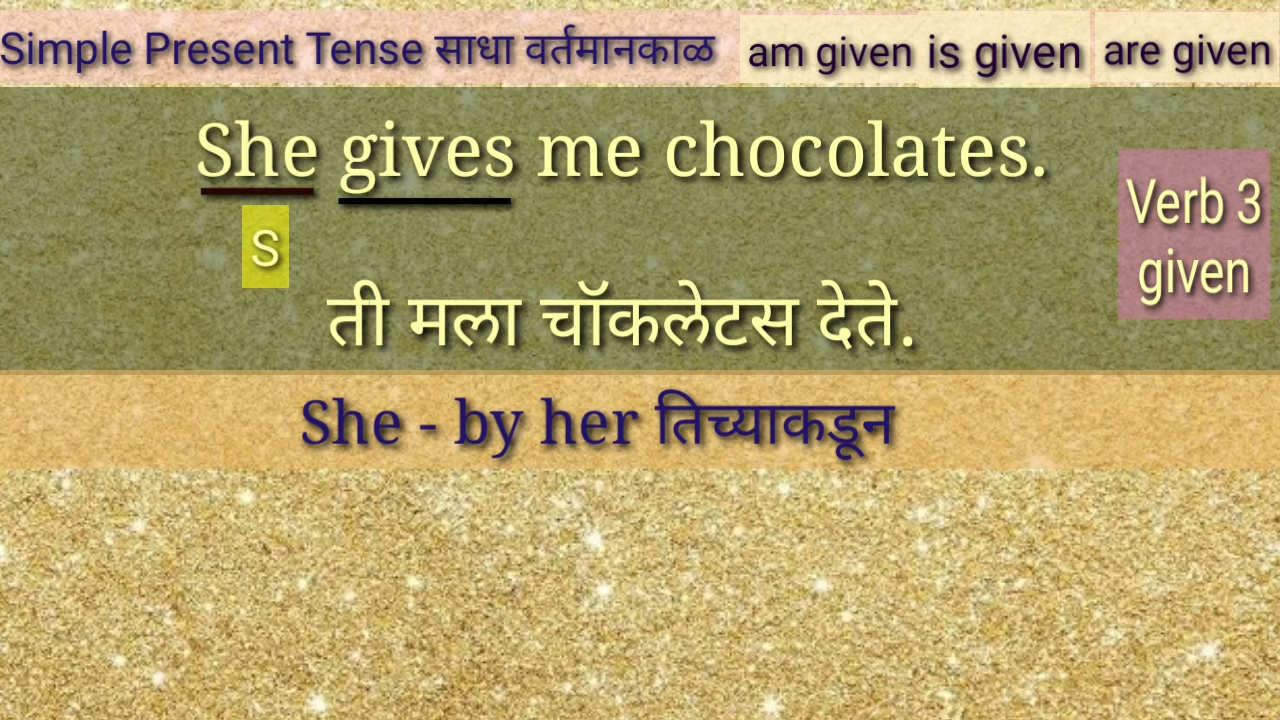 Simple Present Tense साधा वर्तमानकाळ am given is given are given
She gives me chocolates.
S
Verb 3
given
ती मला चॉकलेटस देते.
She - by her तिच्याकडून